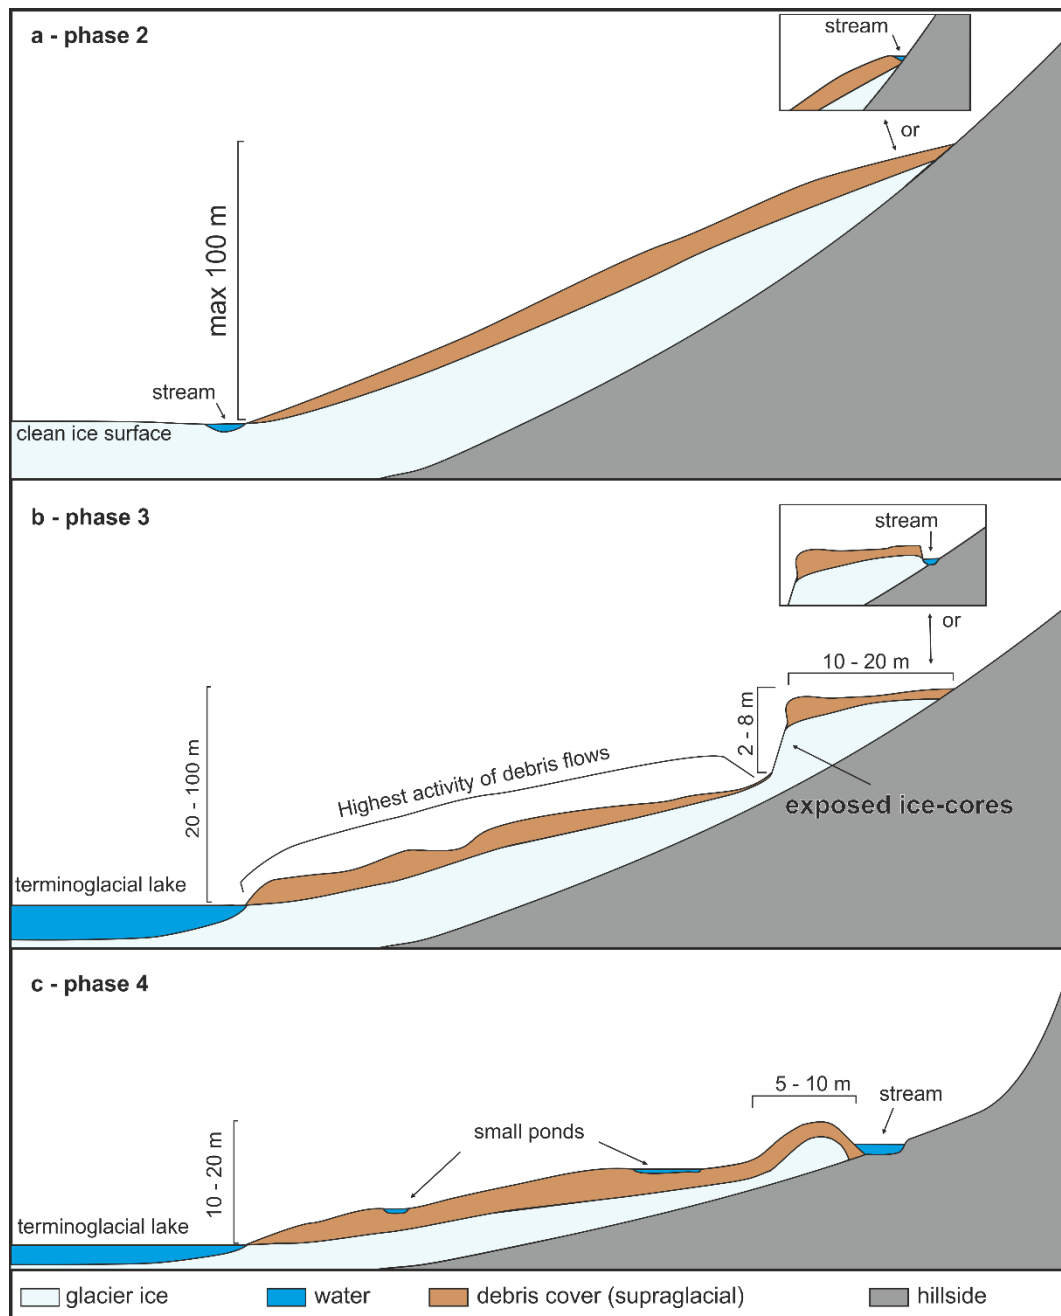 a - phase 2
stream
or
max 100 m
stream
clean ice surface
b - phase 3
stream
or
10 - 20 m
2 - 8 m
20 - 100 m
Highest activity of debris flows
exposed ice-cores
terminoglacial lake
c - phase 4
5 - 10 m
stream
small ponds
10 - 20 m
terminoglacial lake
glacier ice water debris cover (supraglacial) hillside